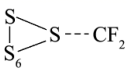 S
S---CF₂
S₆